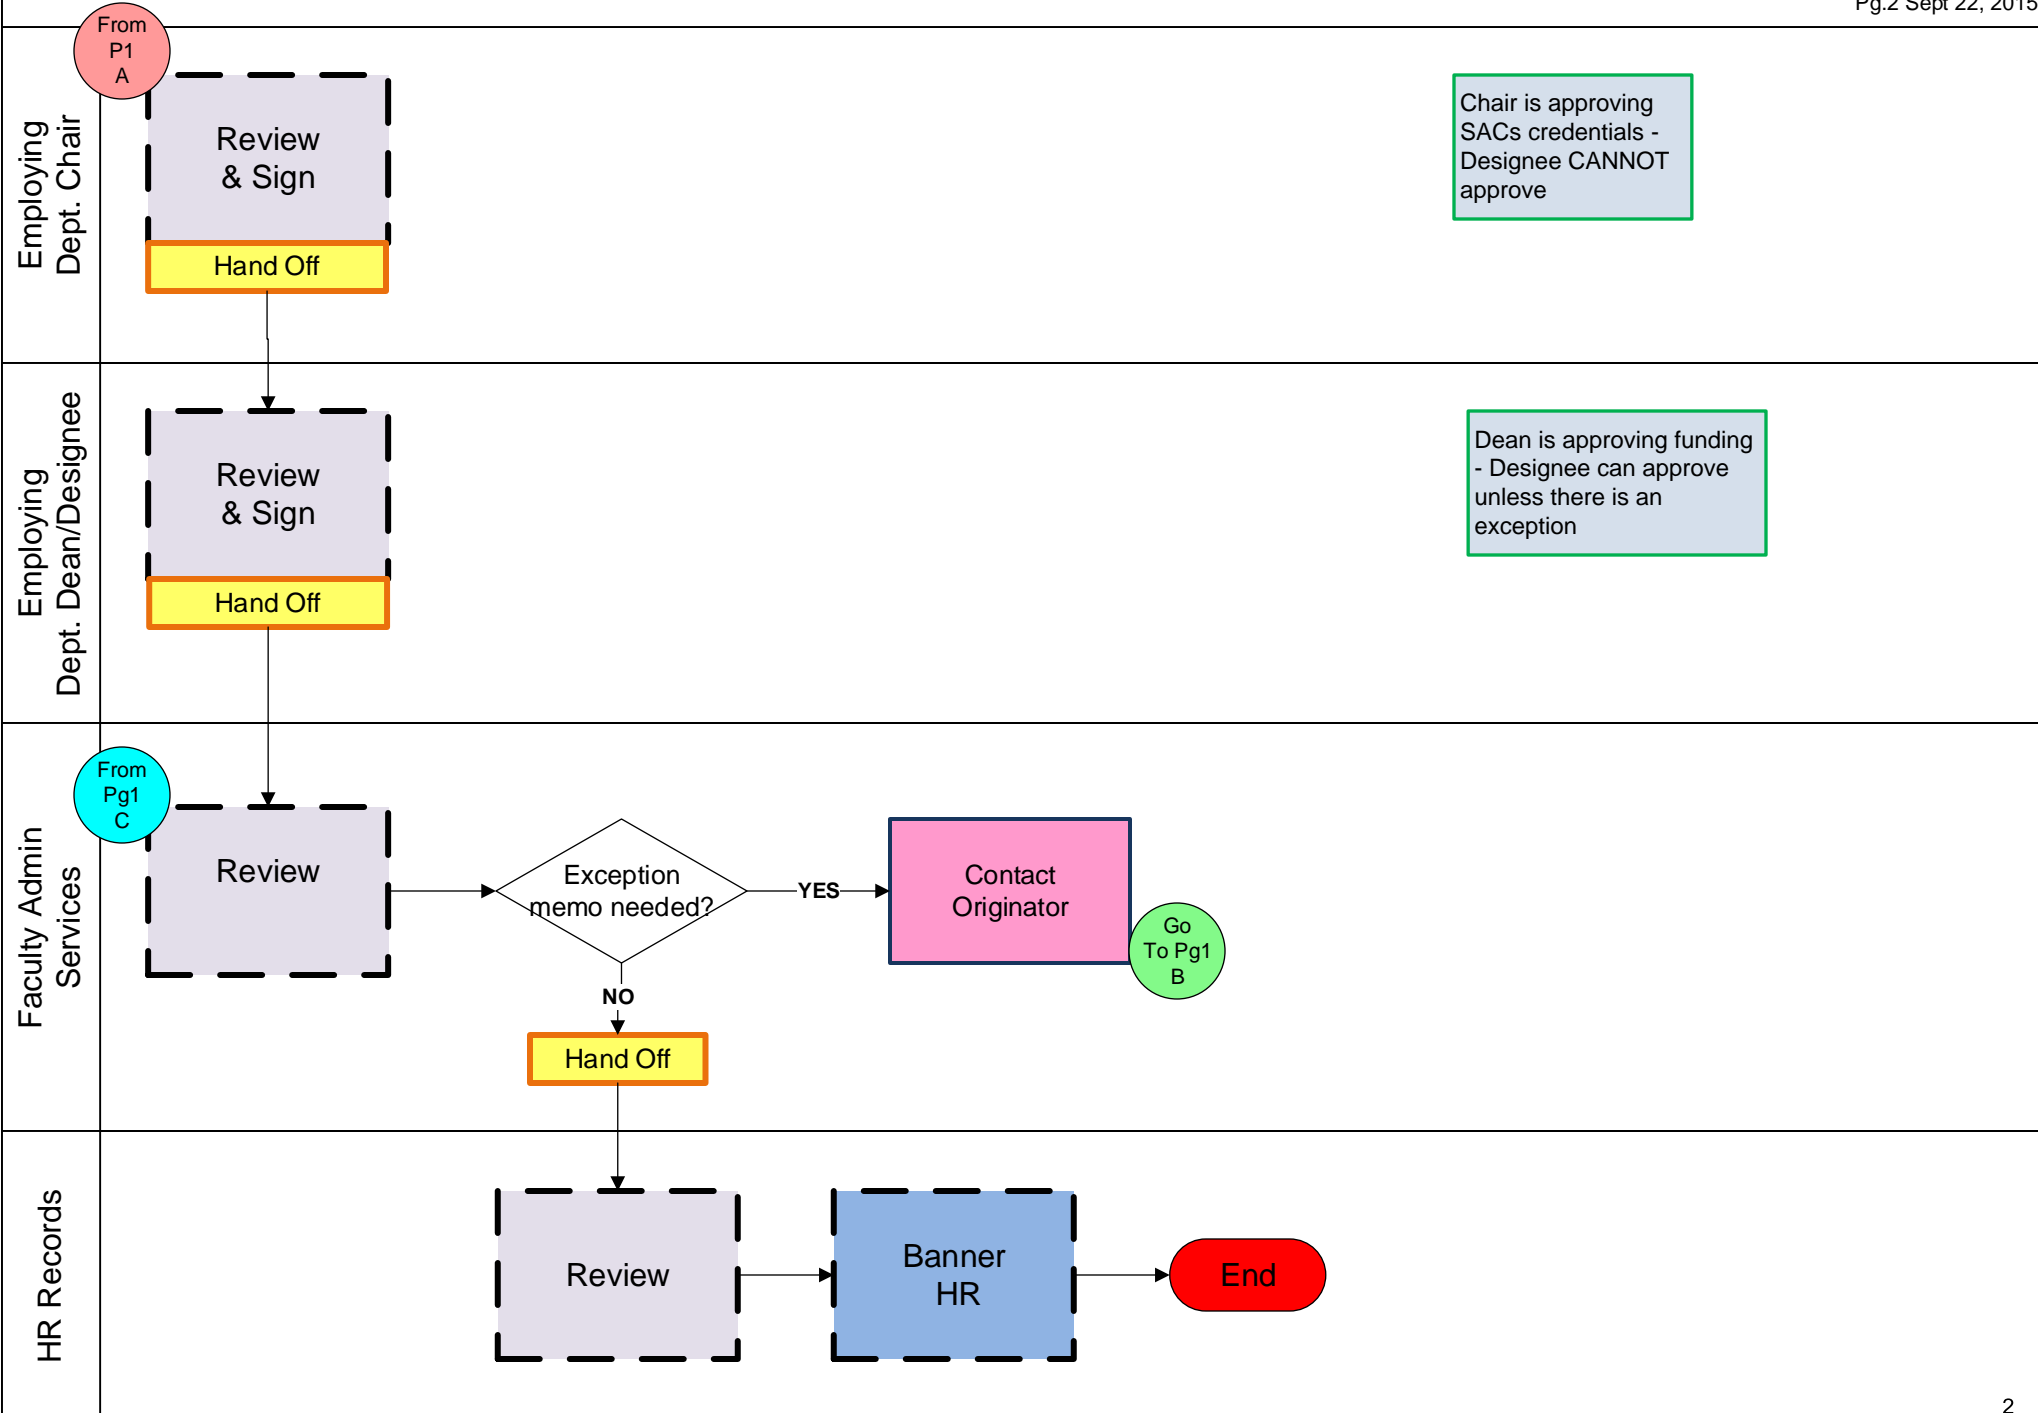 Pg.2 Sept 22, 2015
From
P1
A
Employing
Dept. Chair
Review
& Sign
Hand Off
Chair is approving
SACs credentials -
Designee CANNOT
approve
Employing
Dept. Dean/Designee
Review
& Sign
Hand Off
Dean is approving funding
- Designee can approve
unless there is an
exception
Faculty Admin
Services
From
Pg1
C
Review
Exception
memo needed?
YES
Contact
Originator
Go
To Pg1
B
NO
Hand Off
HR Records
Review
Banner
HR
End
2